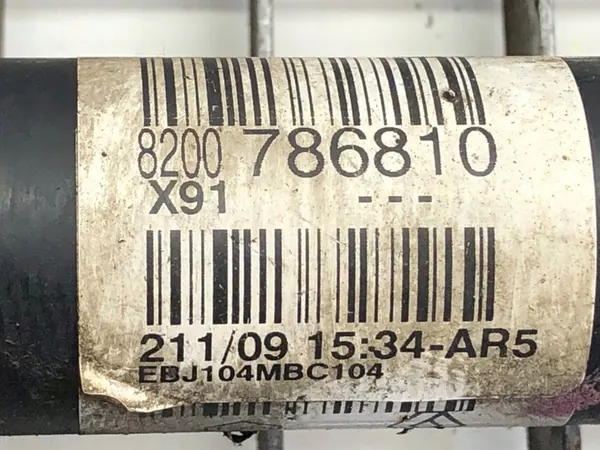 8200 786810
X91 ---
211/09 15:34-AR5
EBJ104MBC104